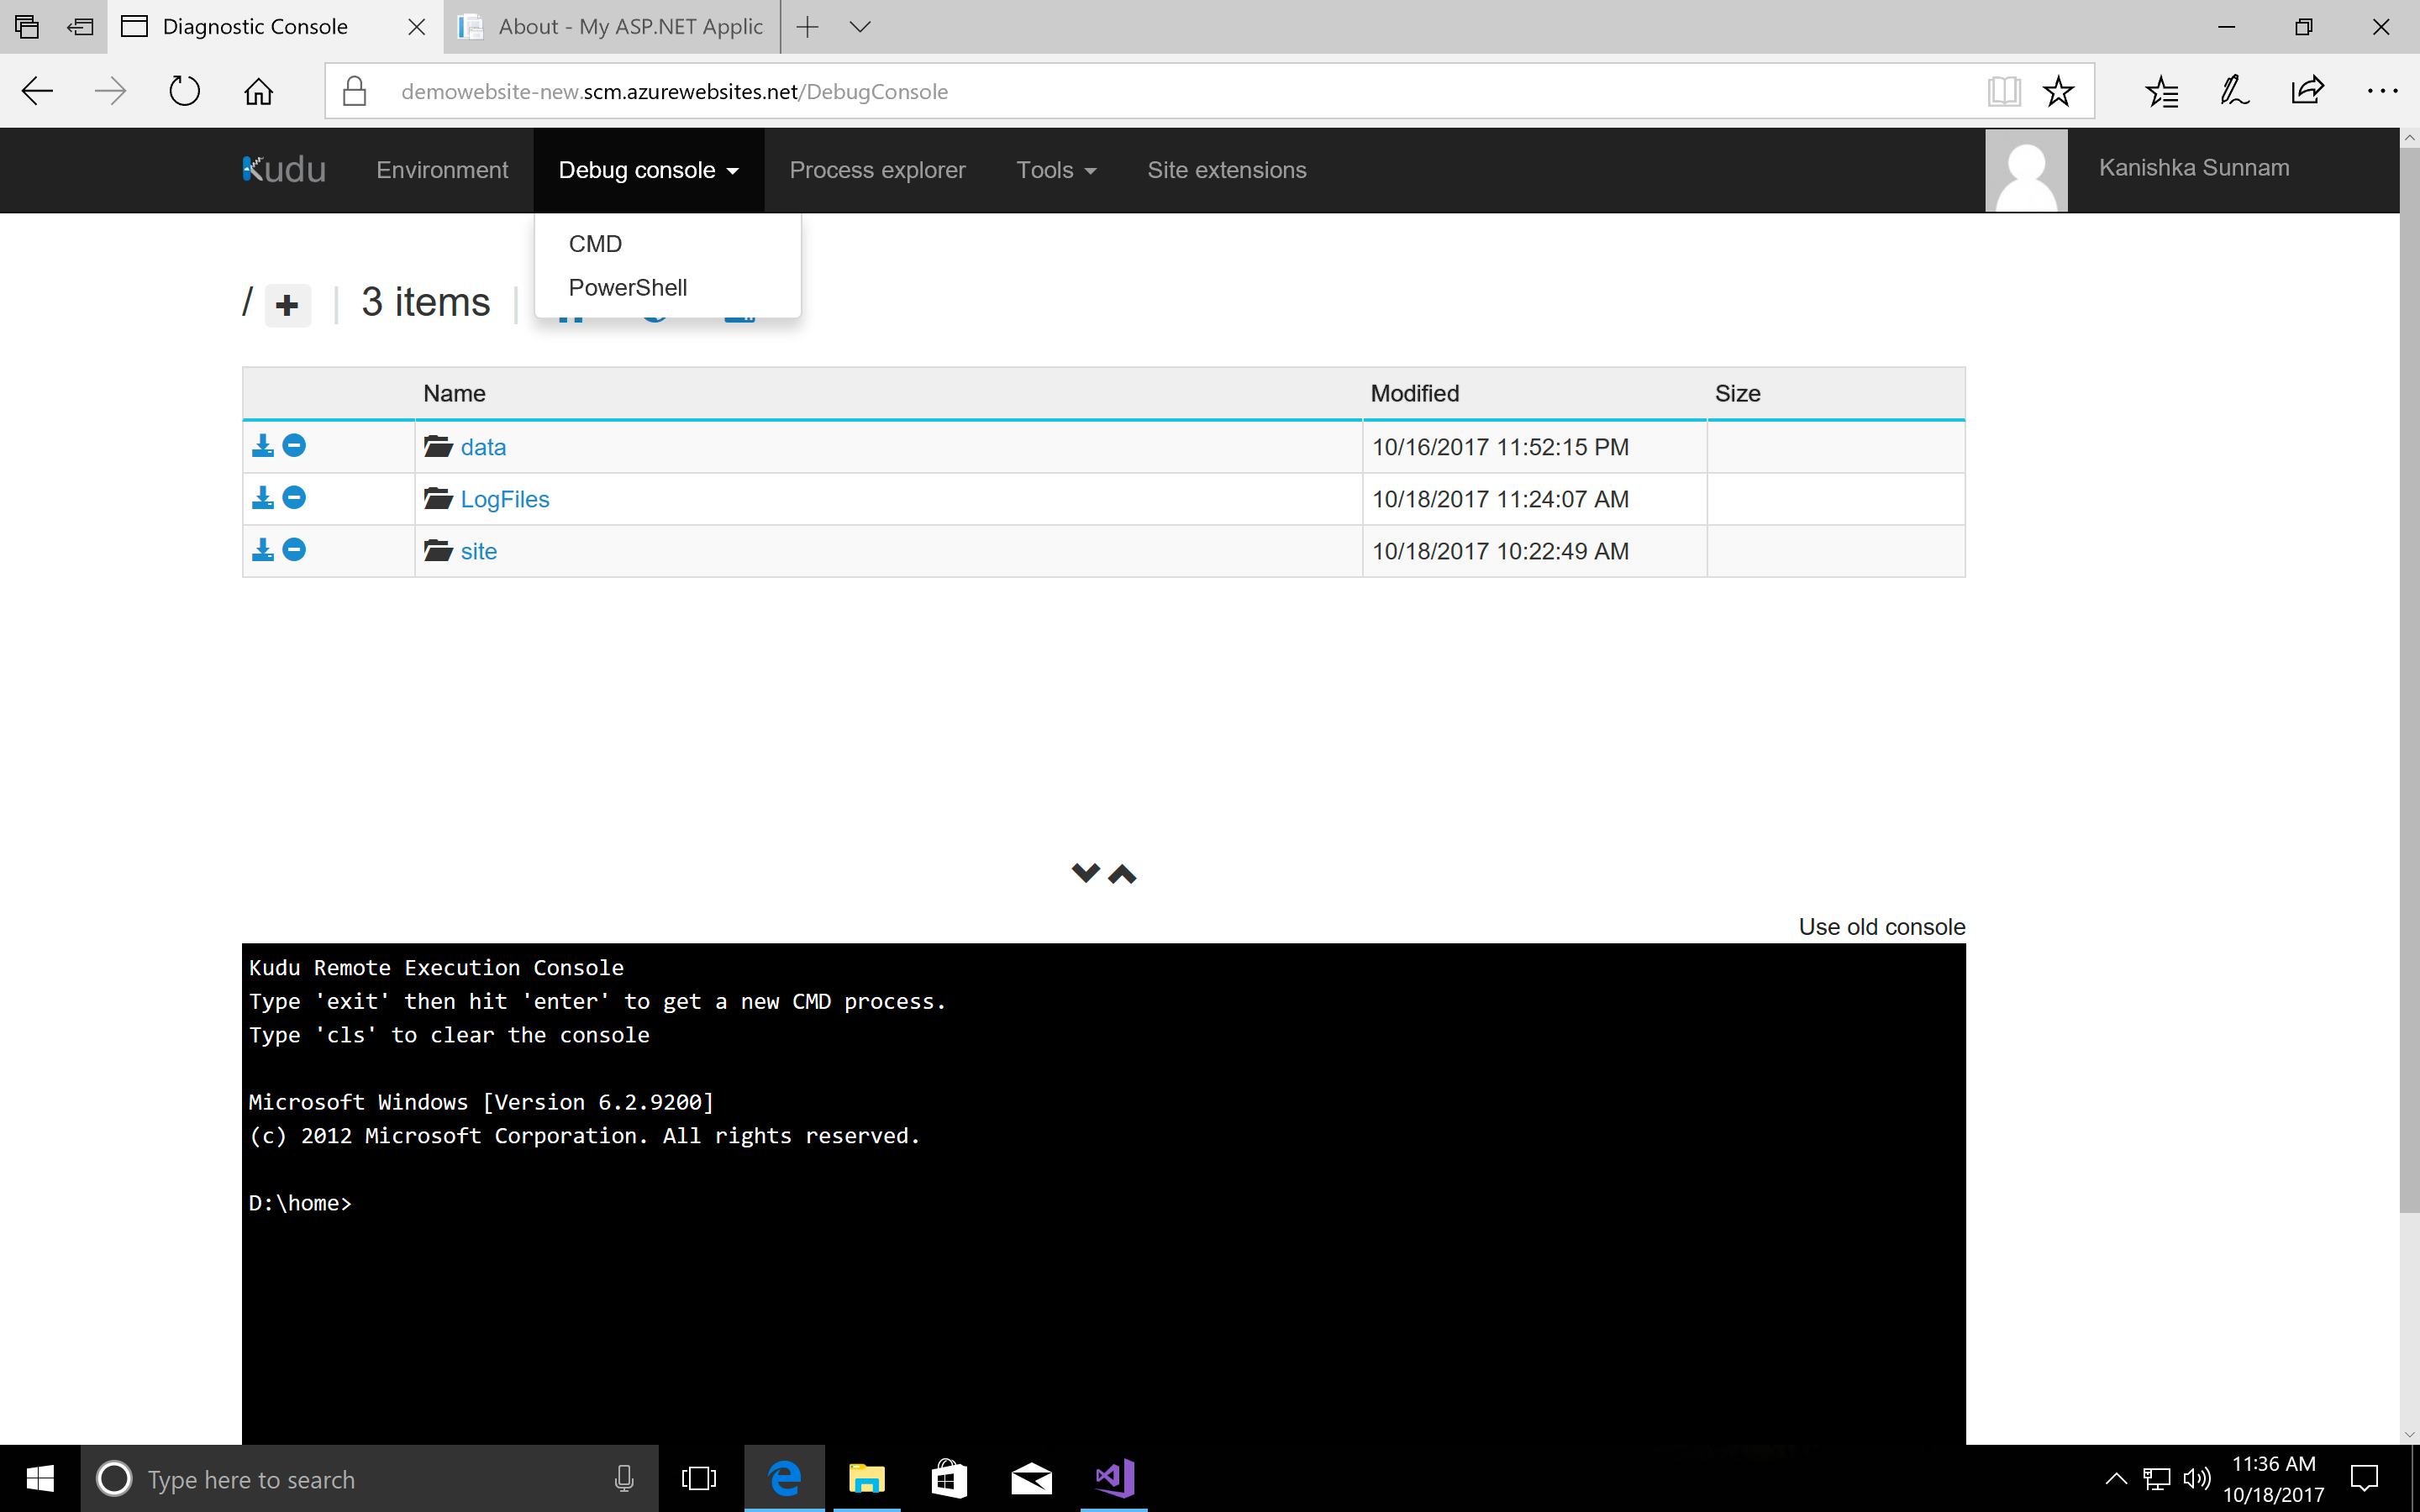 Diagnostic Console
About - My ASP.NET Applic
demowebsite-new.scm.azurewebsites.net/DebugConsole
Kudu
Environment
Debug console
Process explorer
Tools
Site extensions
Kanishka Sunnam
CMD
PowerShell
/
3 items
Name Modified Size
data 10/16/2017 11:52:15 PM
LogFiles 10/18/2017 11:24:07 AM
site 10/18/2017 10:22:49 AM
Use old console
Kudu Remote Execution Console
Type 'exit' then hit 'enter' to get a new CMD process.
Type 'cls' to clear the console
Microsoft Windows [Version 6.2.9200]
(c) 2012 Microsoft Corporation. All rights reserved.
D:\home>
Type here to search
11:36 AM
10/18/2017